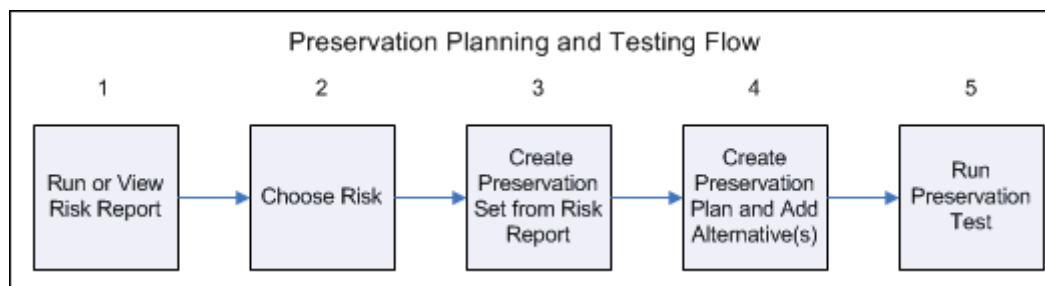 Preservation Planning and Testing Flow
1
2
3
4
5
Run or View
Risk Report
Choose Risk
Create
Preservation
Set from Risk
Report
Create
Preservation
Plan and Add
Alternative(s)
Run
Preservation
Test